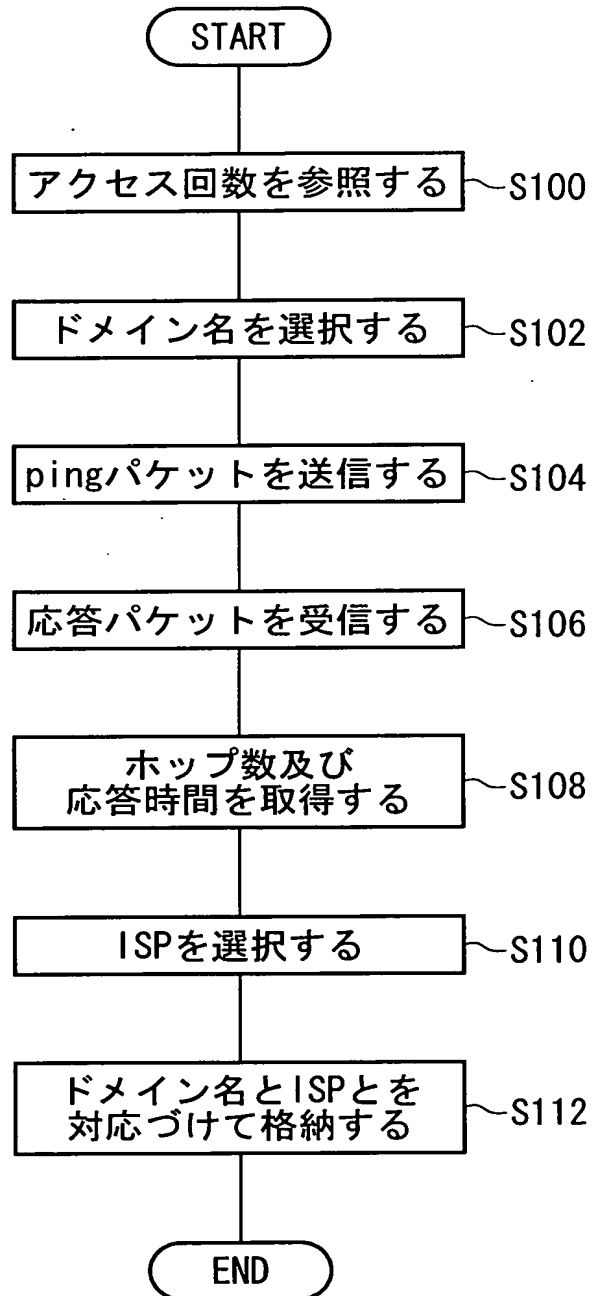 START
アクセス回数を参照する S100
ドメイン名を選択する S102
pingパケットを送信する S104
応答パケットを受信する S106
ホップ数及び
応答時間を取得する S108
ISPを選択する S110
ドメイン名とISPとを
対応づけて格納する S112
END